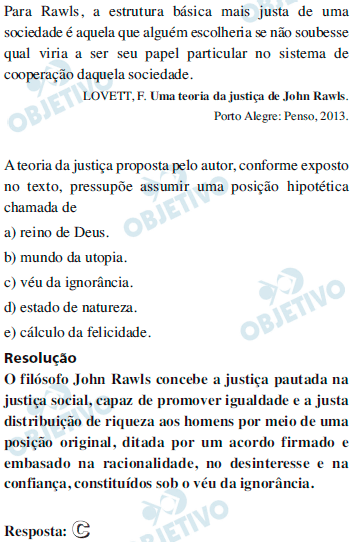 Para Rawls, a estrutura básica mais justa de uma
sociedade é aquela que alguém escolheria se não soubesse
qual viria a ser seu papel particular no sistema de
cooperação daquela sociedade.
LOVETT, F. Uma teoria da justiça de John Rawls.
Porto Alegre: Penso, 2013.
A teoria da justiça proposta pelo autor, conforme exposto
no texto, pressupõe assumir uma posição hipotética
chamada de
a) reino de Deus.
b) mundo da utopia.
c) véu da ignorância.
d) estado de natureza.
e) cálculo da felicidade.
Resolução
O filósofo John Rawls concebe a justiça pautada na
justiça social, capaz de promover igualdade e a justa
distribuição de riqueza aos homens por meio de uma
posição original, ditada por um acordo firmado e
embasado na racionalidade, no desinteresse e na
confiança, constituídos sob o véu da ignorância.
Resposta: C
OBJETIVO
OBJETIVO
OBJETIVO
OBJETIVO
OBJETIVO
OBJETIVO